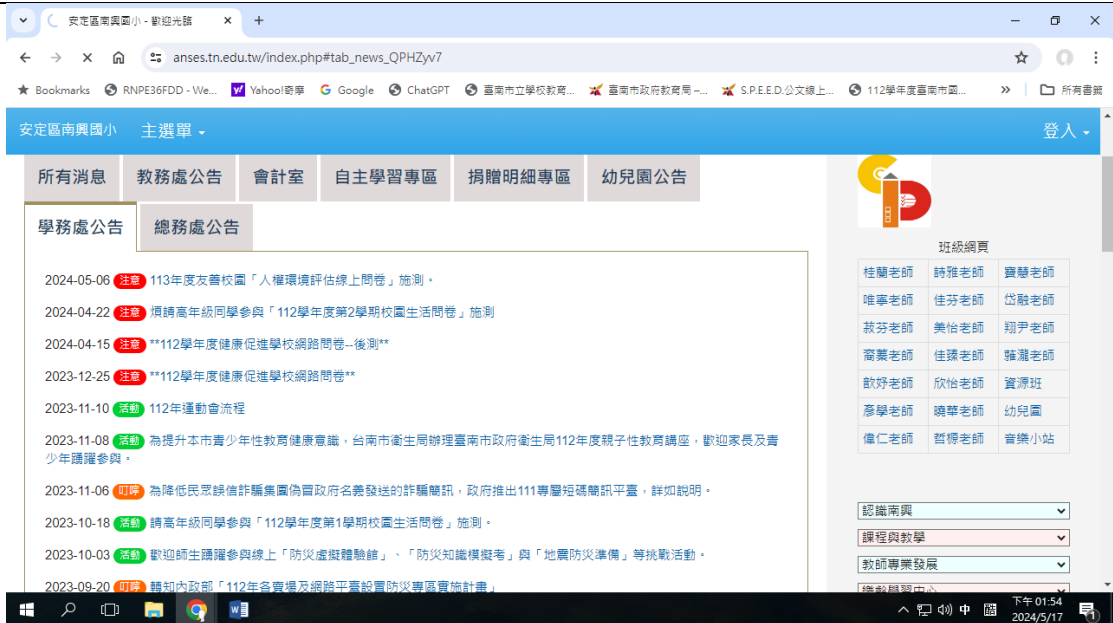 安定區南興國小 - 歡迎光臨
anses.tn.edu.tw/index.php#tab_news_QPHZyv7
Bookmarks RNPE36FDD - We... Yahoo!奇摩 Google ChatGPT 臺南市立學校教育... 臺南市政府教育局 –... S.P.E.E.D.公文線上... 112學年度臺南市國... » 所有書籤
安定區南興國小 主選單 登入
所有消息 教務處公告 會計室 自主學習專區 捐贈明細專區 幼兒園公告
學務處公告 總務處公告
2024-05-06 注意 113年度友善校園「人權環境評估線上問卷」施測。
2024-04-22 注意 煩請高年級同學參與「112學年度第2學期校園生活問卷」施測
2024-04-15 注意 **112學年度健康促進學校網路問卷--後測**
2023-12-25 注意 **112學年度健康促進學校網路問卷**
2023-11-10 活動 112年運動會流程
2023-11-08 活動 為提升本市青少年性教育健康意識，台南市衛生局辦理臺南市政府衛生局112年度親子性教育講座，歡迎家長及青
少年踴躍參與。
2023-11-06 叮嚀 為降低民眾誤信詐騙集團偽冒政府名義發送的詐騙簡訊，政府推出111專屬短碼簡訊平臺，詳如說明。
2023-10-18 活動 請高年級同學參與「112學年度第1學期校園生活問卷」施測。
2023-10-03 活動 歡迎師生踴躍參與線上「防災虛擬體驗館」、「防災知識模擬考」與「地震防災準備」等挑戰活動。
2023-09-20 叮嚀 轉知內政部「112年各賣場及網路平臺設置防災專區實施計畫」
班級網頁
桂蘭老師 詩雅老師 寶慧老師
唯寧老師 佳芬老師 岱融老師
菽芬老師 美怡老師 翔尹老師
佳臻老師
歆妤老師 欣怡老師 資源班
彥學老師 曉華老師 幼兒園
偉仁老師 哲標老師 音樂小站
認識南興
課程與教學
教師專業發展
中 下午 01:54
2024/5/17